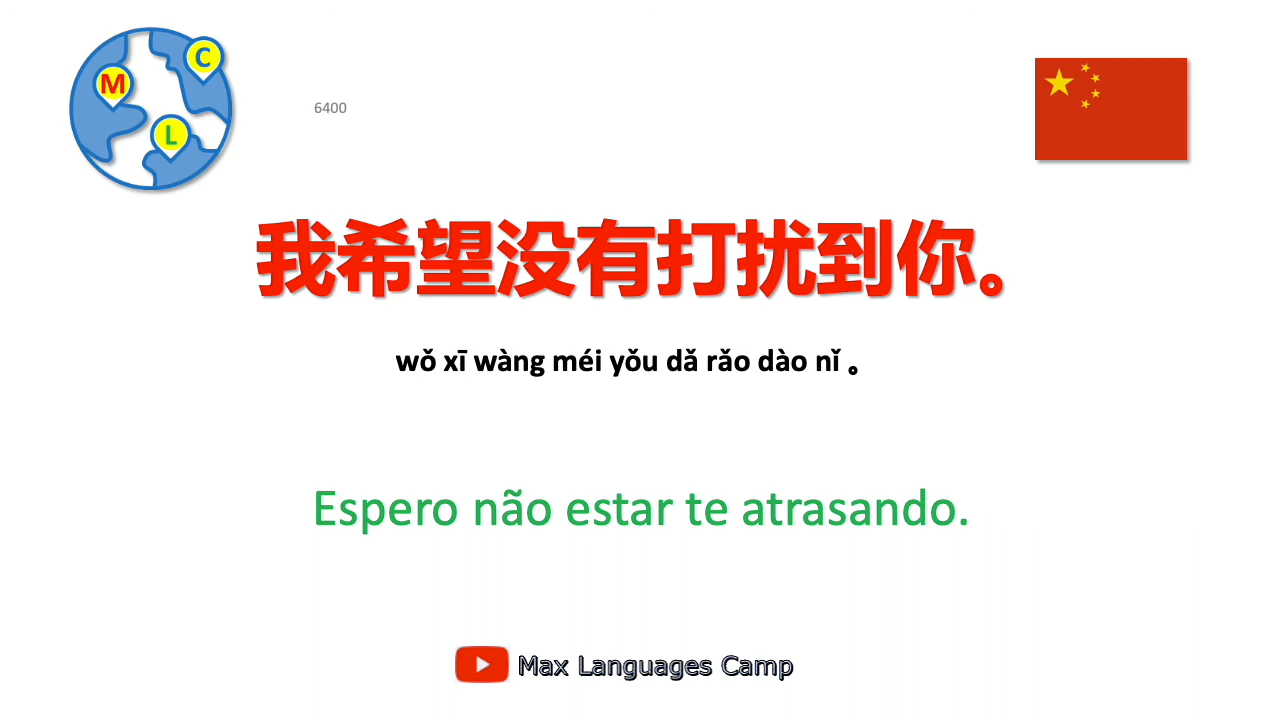 M
C
L
6400
我希望没有打扰到你。
wǒ xī wàng méi yǒu dǎ rǎo dào nǐ 。
Espero não estar te atrasando.
Max Languages Camp